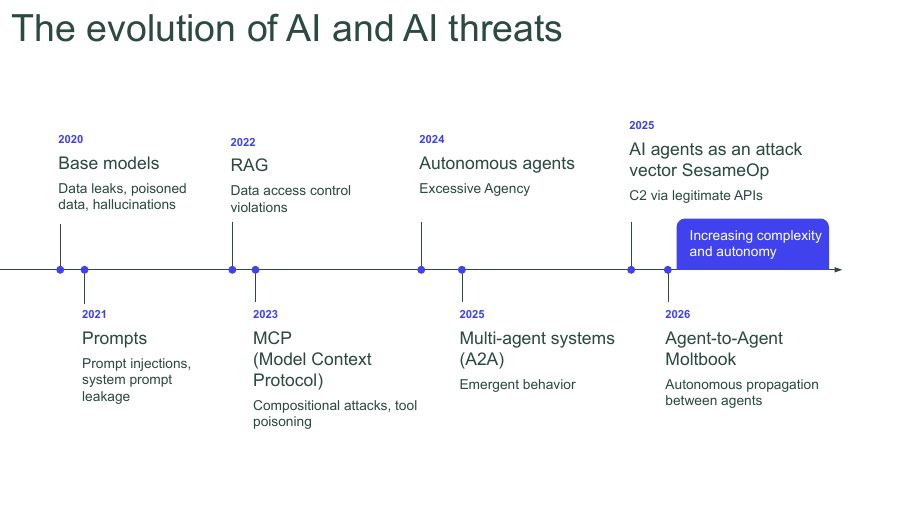 The evolution of AI and AI threats
2020
Base models
Data leaks, poisoned
data, hallucinations
2022
RAG
Data access control
violations
2024
Autonomous agents
Excessive Agency
2025
AI agents as an attack
vector SesameOp
C2 via legitimate APIs
Increasing complexity
and autonomy
2021
Prompts
Prompt injections,
system prompt
leakage
2023
MCP
(Model Context
Protocol)
Compositional attacks, tool
poisoning
2025
Multi-agent systems
(A2A)
Emergent behavior
2026
Agent-to-Agent
Moltbook
Autonomous propagation
between agents